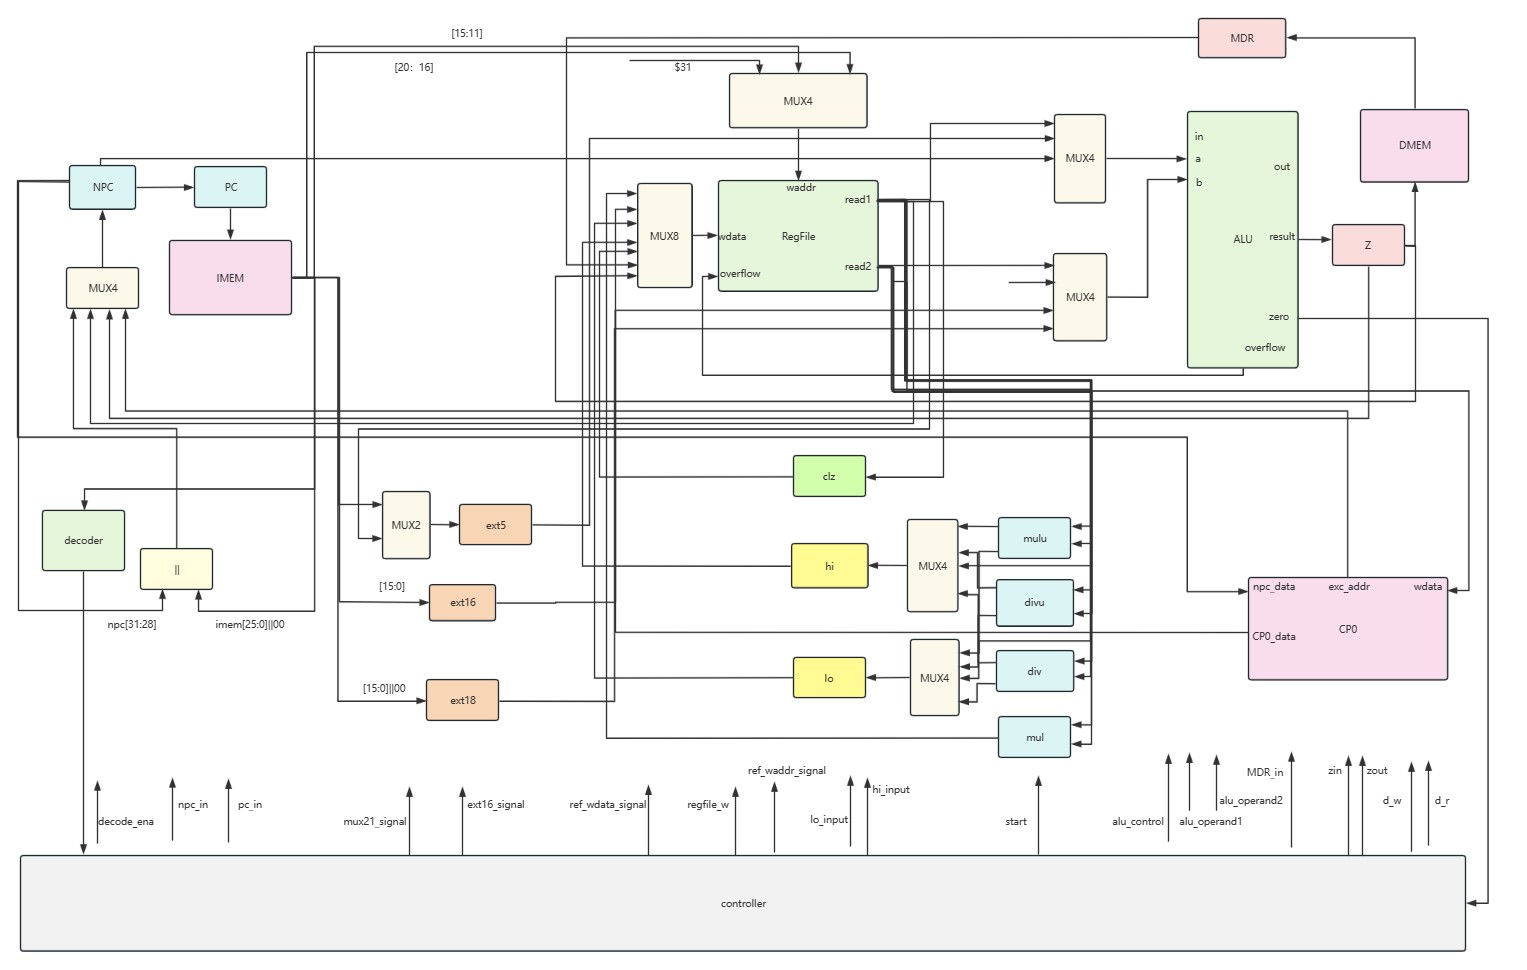 [15:11]
MDR
[20: 16]
$31
MUX4
in
a
b
out
DMEM
MUX4
NPC
PC
waddr
read1
MUX8
wdata
RegFile
ALU
result
Z
read2
overflow
IMEM
MUX4
MUX4
zero
overflow
clz
MUX2
ext5
decoder
mulu
||
hi
MUX4
[15:0]
npc_data
exc_addr
wdata
ext16
divu
npc[31:28]
imem[25:0]||00
CP0_data
CP0
lo
MUX4
div
[15:0]||00
ext18
mul
ref_waddr_signal
MDR_in
zin
zout
npc_in
pc_in
ext16_signal
ref_wdata_signal
regfile_w
hi_input
alu_operand2
d_w
d_r
decode_ena
mux21_signal
lo_input
start
alu_control
alu_operand1
controller